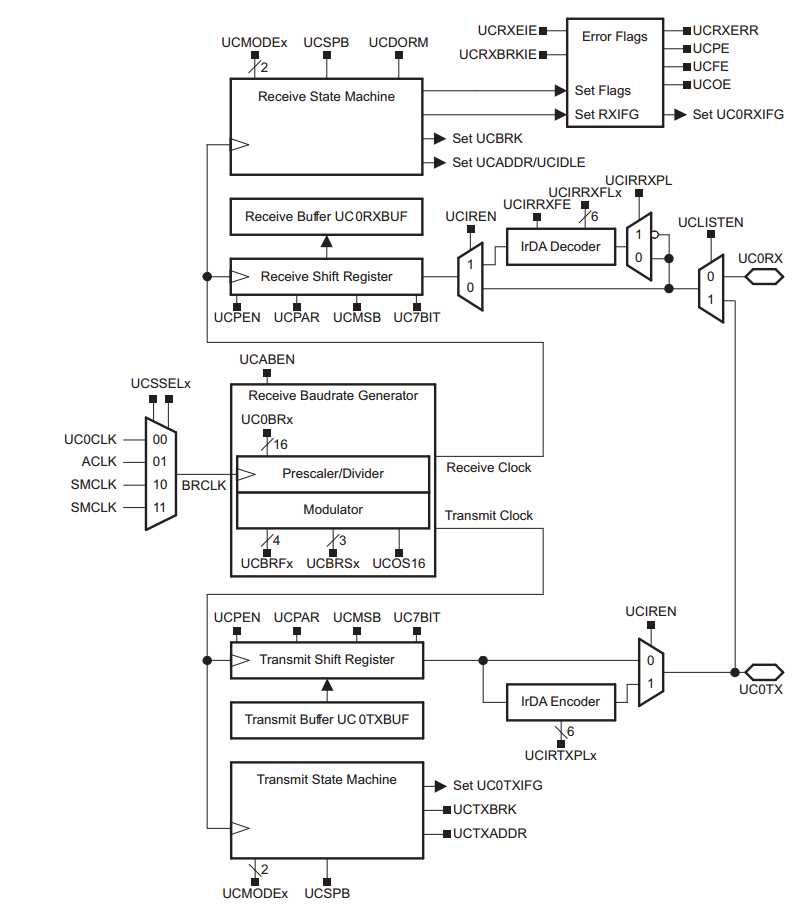 UCRXEIE
UCRXBRKIE
Error Flags
UCRXERR
UCPE
UCFE
UCOE
Set Flags
Set RXIFG
Set UC0RXIFG
UCMODEx
UCSPB
UCDORM
2
Receive State Machine
Set UCBRK
Set UCADDR/UCIDLE
Receive Buffer UC0RXBUF
Receive Shift Register
UCPEN
UCPAR
UCMSB
UC7BIT
UCIREN
1
0
UCIRRXPL
UCIRRXFLx
UCIRRXFE
6
IrDA Decoder
1
0
UCLISTEN
0
1
UC0RX
UCABEN
Receive Baudrate Generator
UC0BRx
16
UCSSELx
UC0CLK
00
ACLK
01
SMCLK
10
SMCLK
11
BRCLK
Prescaler/Divider
Modulator
Receive Clock
Transmit Clock
4
3
UCBRFx
UCBRSx
UCOS16
UCPEN
UCPAR
UCMSB
UC7BIT
Transmit Shift Register
UCIREN
0
1
IrDA Encoder
6
UCIRTXPLx
UC0TX
Transmit Buffer UC0TXBUF
Transmit State Machine
Set UC0TXIFG
UCTXBRK
UCTXADDR
2
UCMODEx
UCSPB